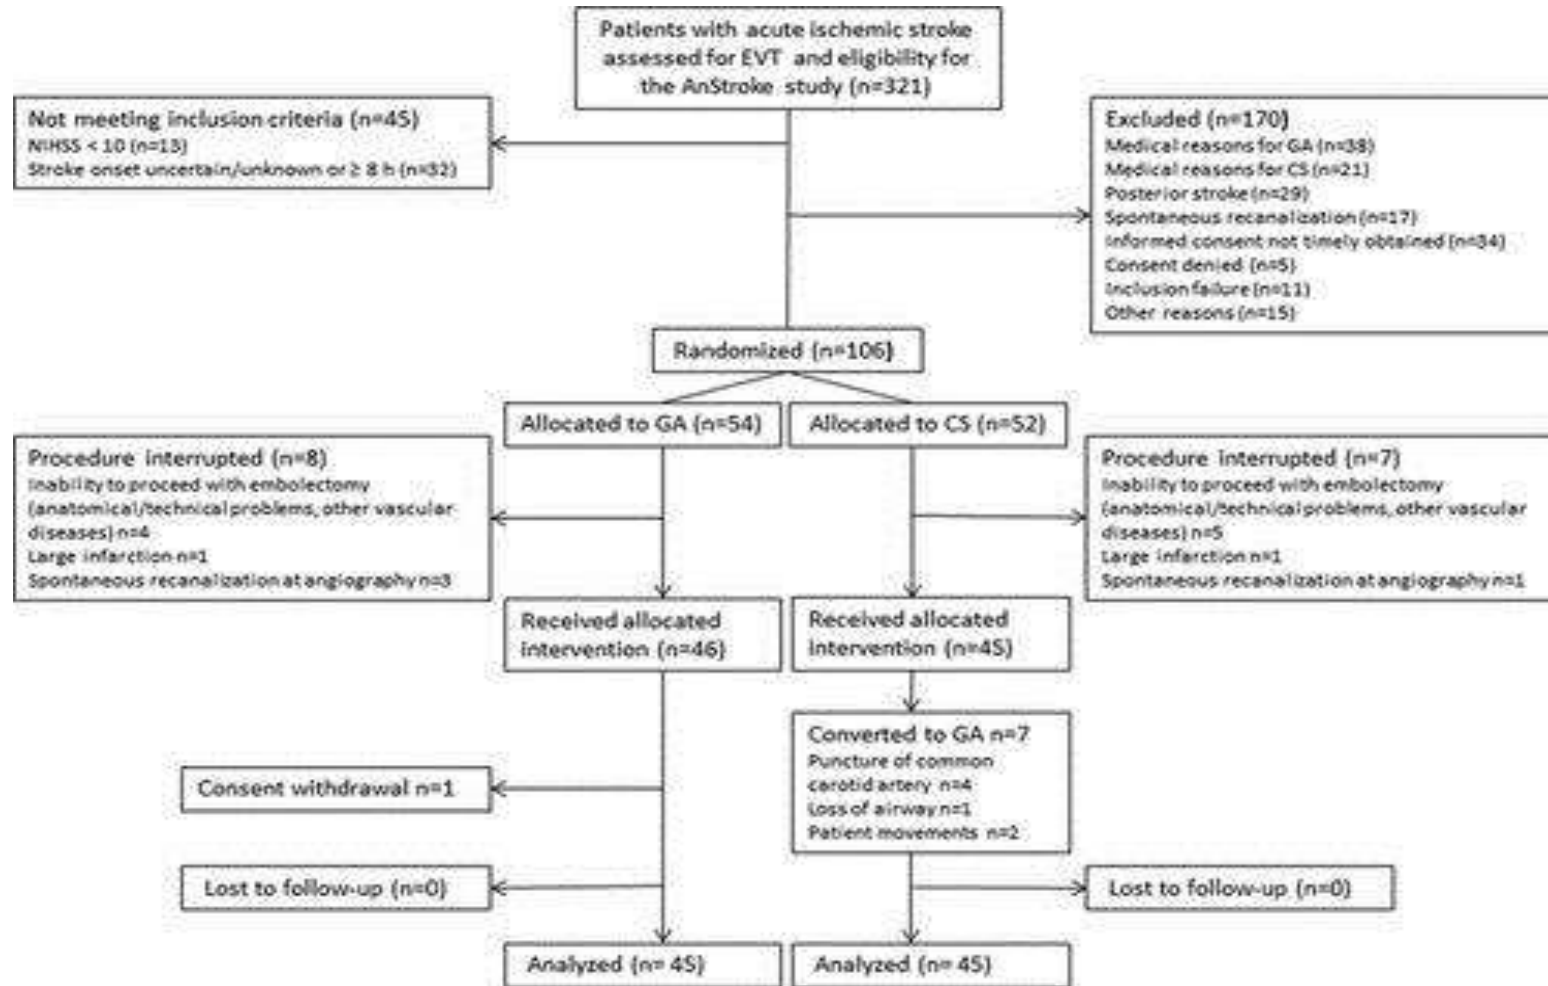 Patients with acute ischemic stroke
assessed for EVT and eligibility for
the AnStroke study (n=321)
Not meeting inclusion criteria (n=45)
NIHSS < 10 (n=13)
Stroke onset uncertain/unknown or ≥ 8 h (n=32)
Excluded (n=170)
Medical reasons for GA (n=38)
Medical reasons for CS (n=21)
Posterior stroke (n=29)
Spontaneous recanalization (n=17)
Informed consent not timely obtained (n=34)
Consent denied (n=5)
Inclusion failure (n=11)
Other reasons (n=15)
Randomized (n=106)
Allocated to GA (n=54)
Allocated to CS (n=52)
Procedure interrupted (n=8)
Inability to proceed with embolectomy
(anatomical/technical problems, other vascular
diseases) n=4
Large infarction n=1
Spontaneous recanalization at angiography n=3
Procedure interrupted (n=7)
Inability to proceed with embolectomy
(anatomical/technical problems, other vascular
diseases) n=5
Large infarction n=1
Spontaneous recanalization at angiography n=1
Received allocated
intervention (n=46)
Received allocated
intervention (n=45)
Converted to GA n=7
Puncture of common
carotid artery n=4
Loss of airway n=1
Patient movements n=2
Consent withdrawal n=1
Lost to follow-up (n=0)
Lost to follow-up (n=0)
Analyzed (n= 45)
Analyzed (n= 45)